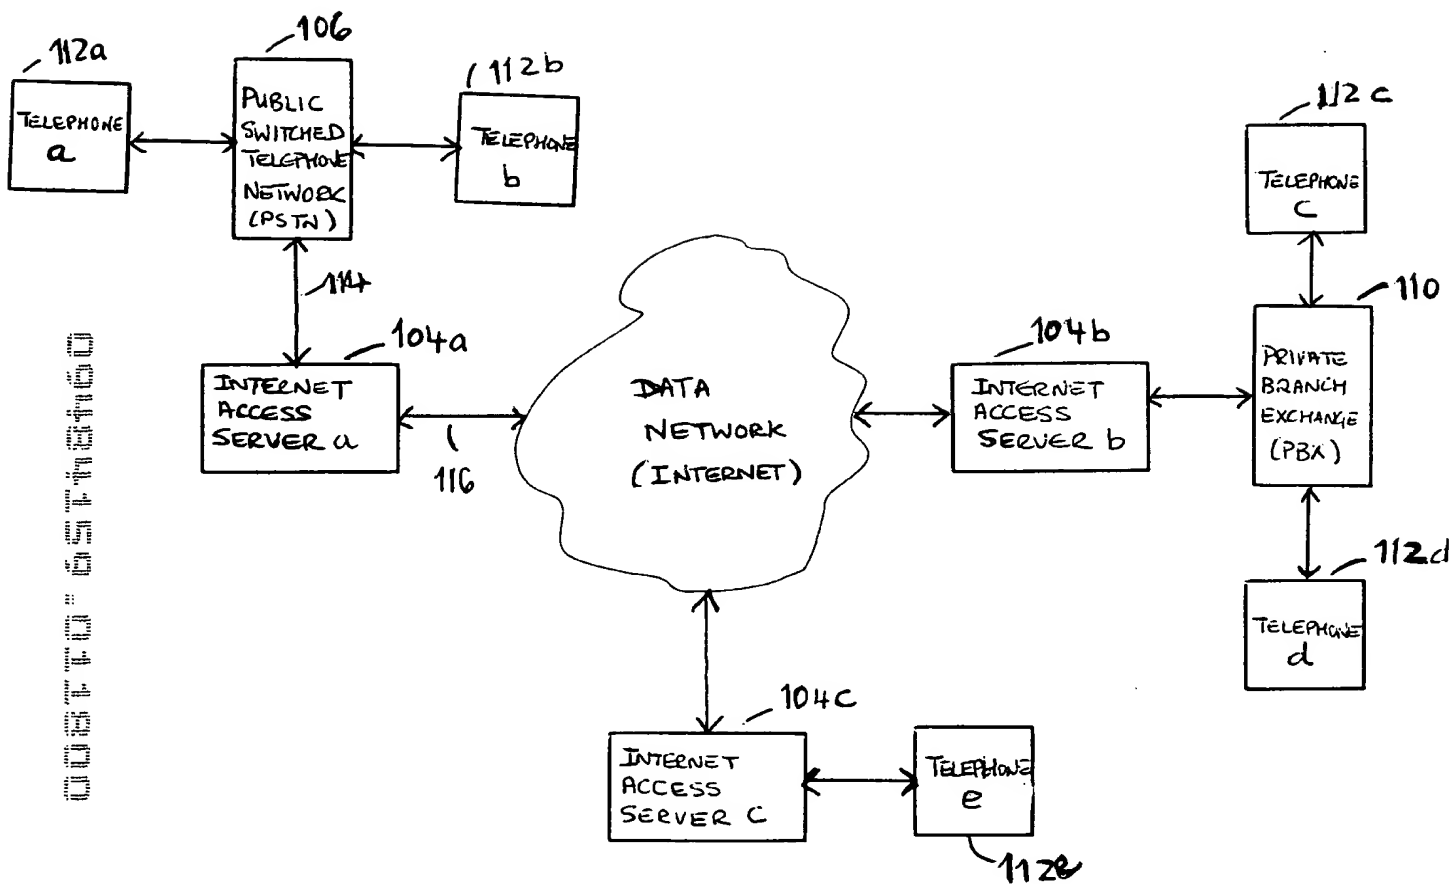 106
112a
112b
TELEPHONE
a
PUBLIC
SWITCHED
TELEPHONE
NETWORK
(PSTN)
TELEPHONE
b
112c
TELEPHONE
C
114
110
104a
INTERNET
ACCESS
SERVER a
116
DATA
NETWORK
(INTERNET)
104b
INTERNET
ACCESS
SERVER b
PRIVATE
BRANCH
EXCHANGE
(PBX)
112d
TELEPHONE
d
104c
INTERNET
ACCESS
SERVER C
TELEPHONE
e
112e
09484159.011800